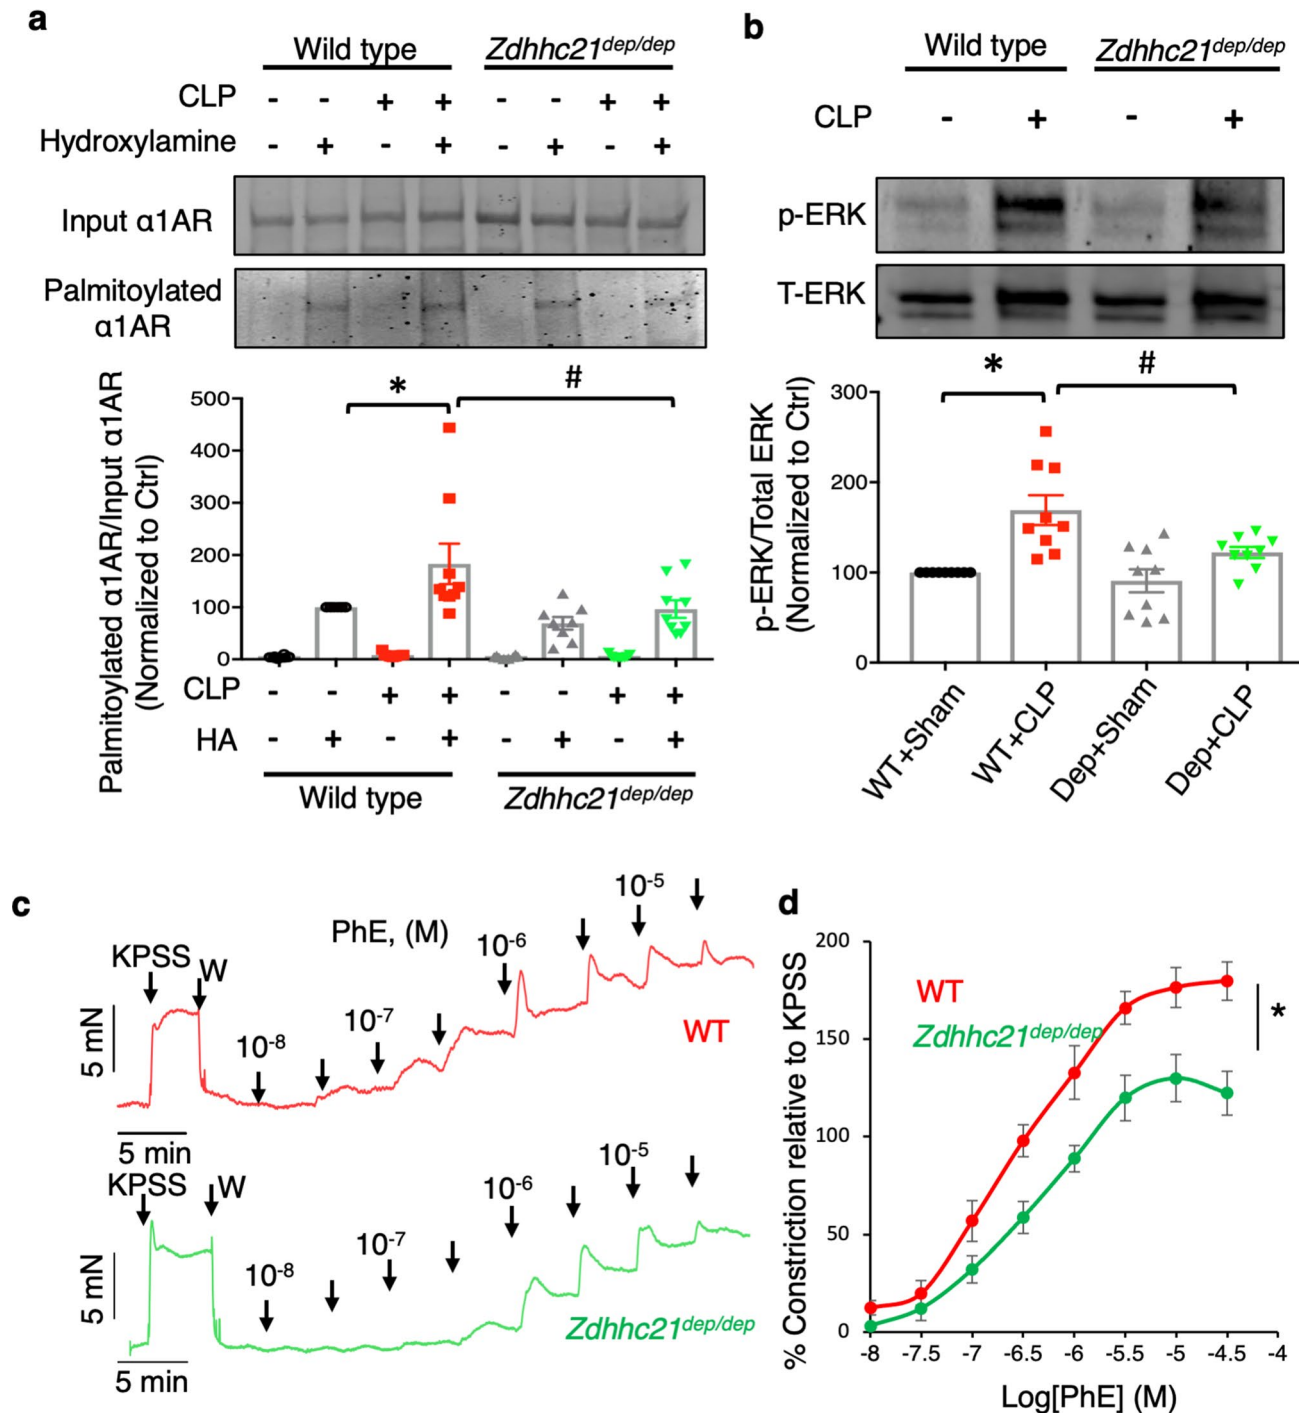 a
Wild type Zdhhc21dep/dep
CLP - - + + - - + +
Hydroxylamine - + - + - + - +
Input α1AR
Palmitoylated
α1AR
Palmitoylated α1AR/Input α1AR
(Normalized to Ctrl)
500
400
300
200
100
0
* #
CLP - - + + - - + +
HA - + - + - + - +
Wild type Zdhhc21dep/dep
b
Wild type Zdhhc21dep/dep
CLP - + - +
p-ERK
T-ERK
p-ERK/Total ERK
(Normalized to Ctrl)
300
200
100
0
* #
WT+Sham WT+CLP Dep+Sham Dep+CLP
c
PhE, (M)
KPSS W 10-8 10-7 10-6 10-5
WT
5 mN
5 min
KPSS W 10-8 10-7 10-6 10-5
Zdhhc21dep/dep
5 mN
5 min
d
% Constriction relative to KPSS
200
150
100
50
0
WT
Zdhhc21dep/dep
*
-8 -7.5 -7 -6.5 -6 -5.5 -5 -4.5 -4
Log[PhE] (M)